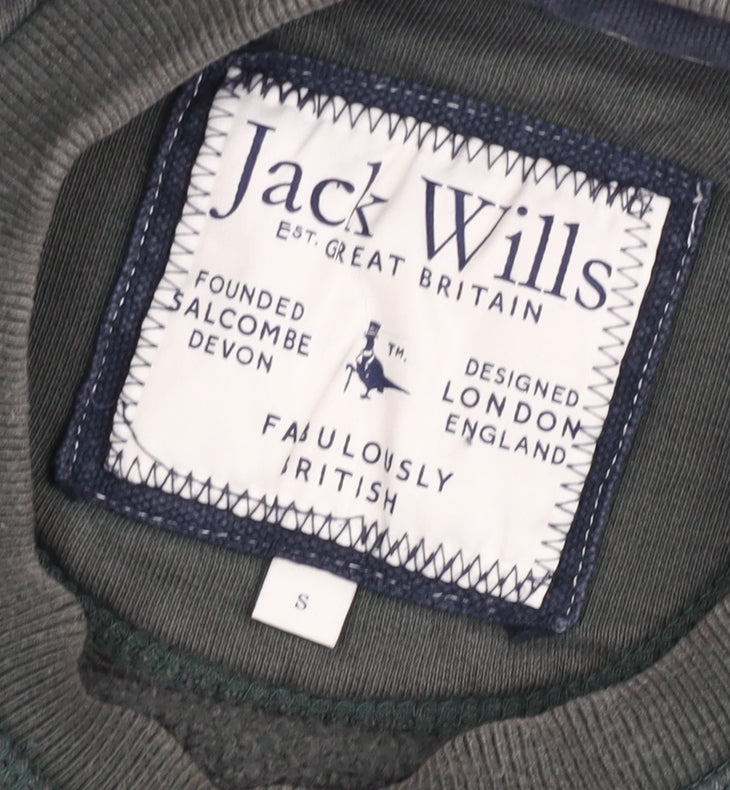 Jack Wills
EST. GREAT BRITAIN
FOUNDED
SALCOMBE
DEVON
TM.
DESIGNED
LONDON
ENGLAND
FABULOUSLY
BRITISH
S